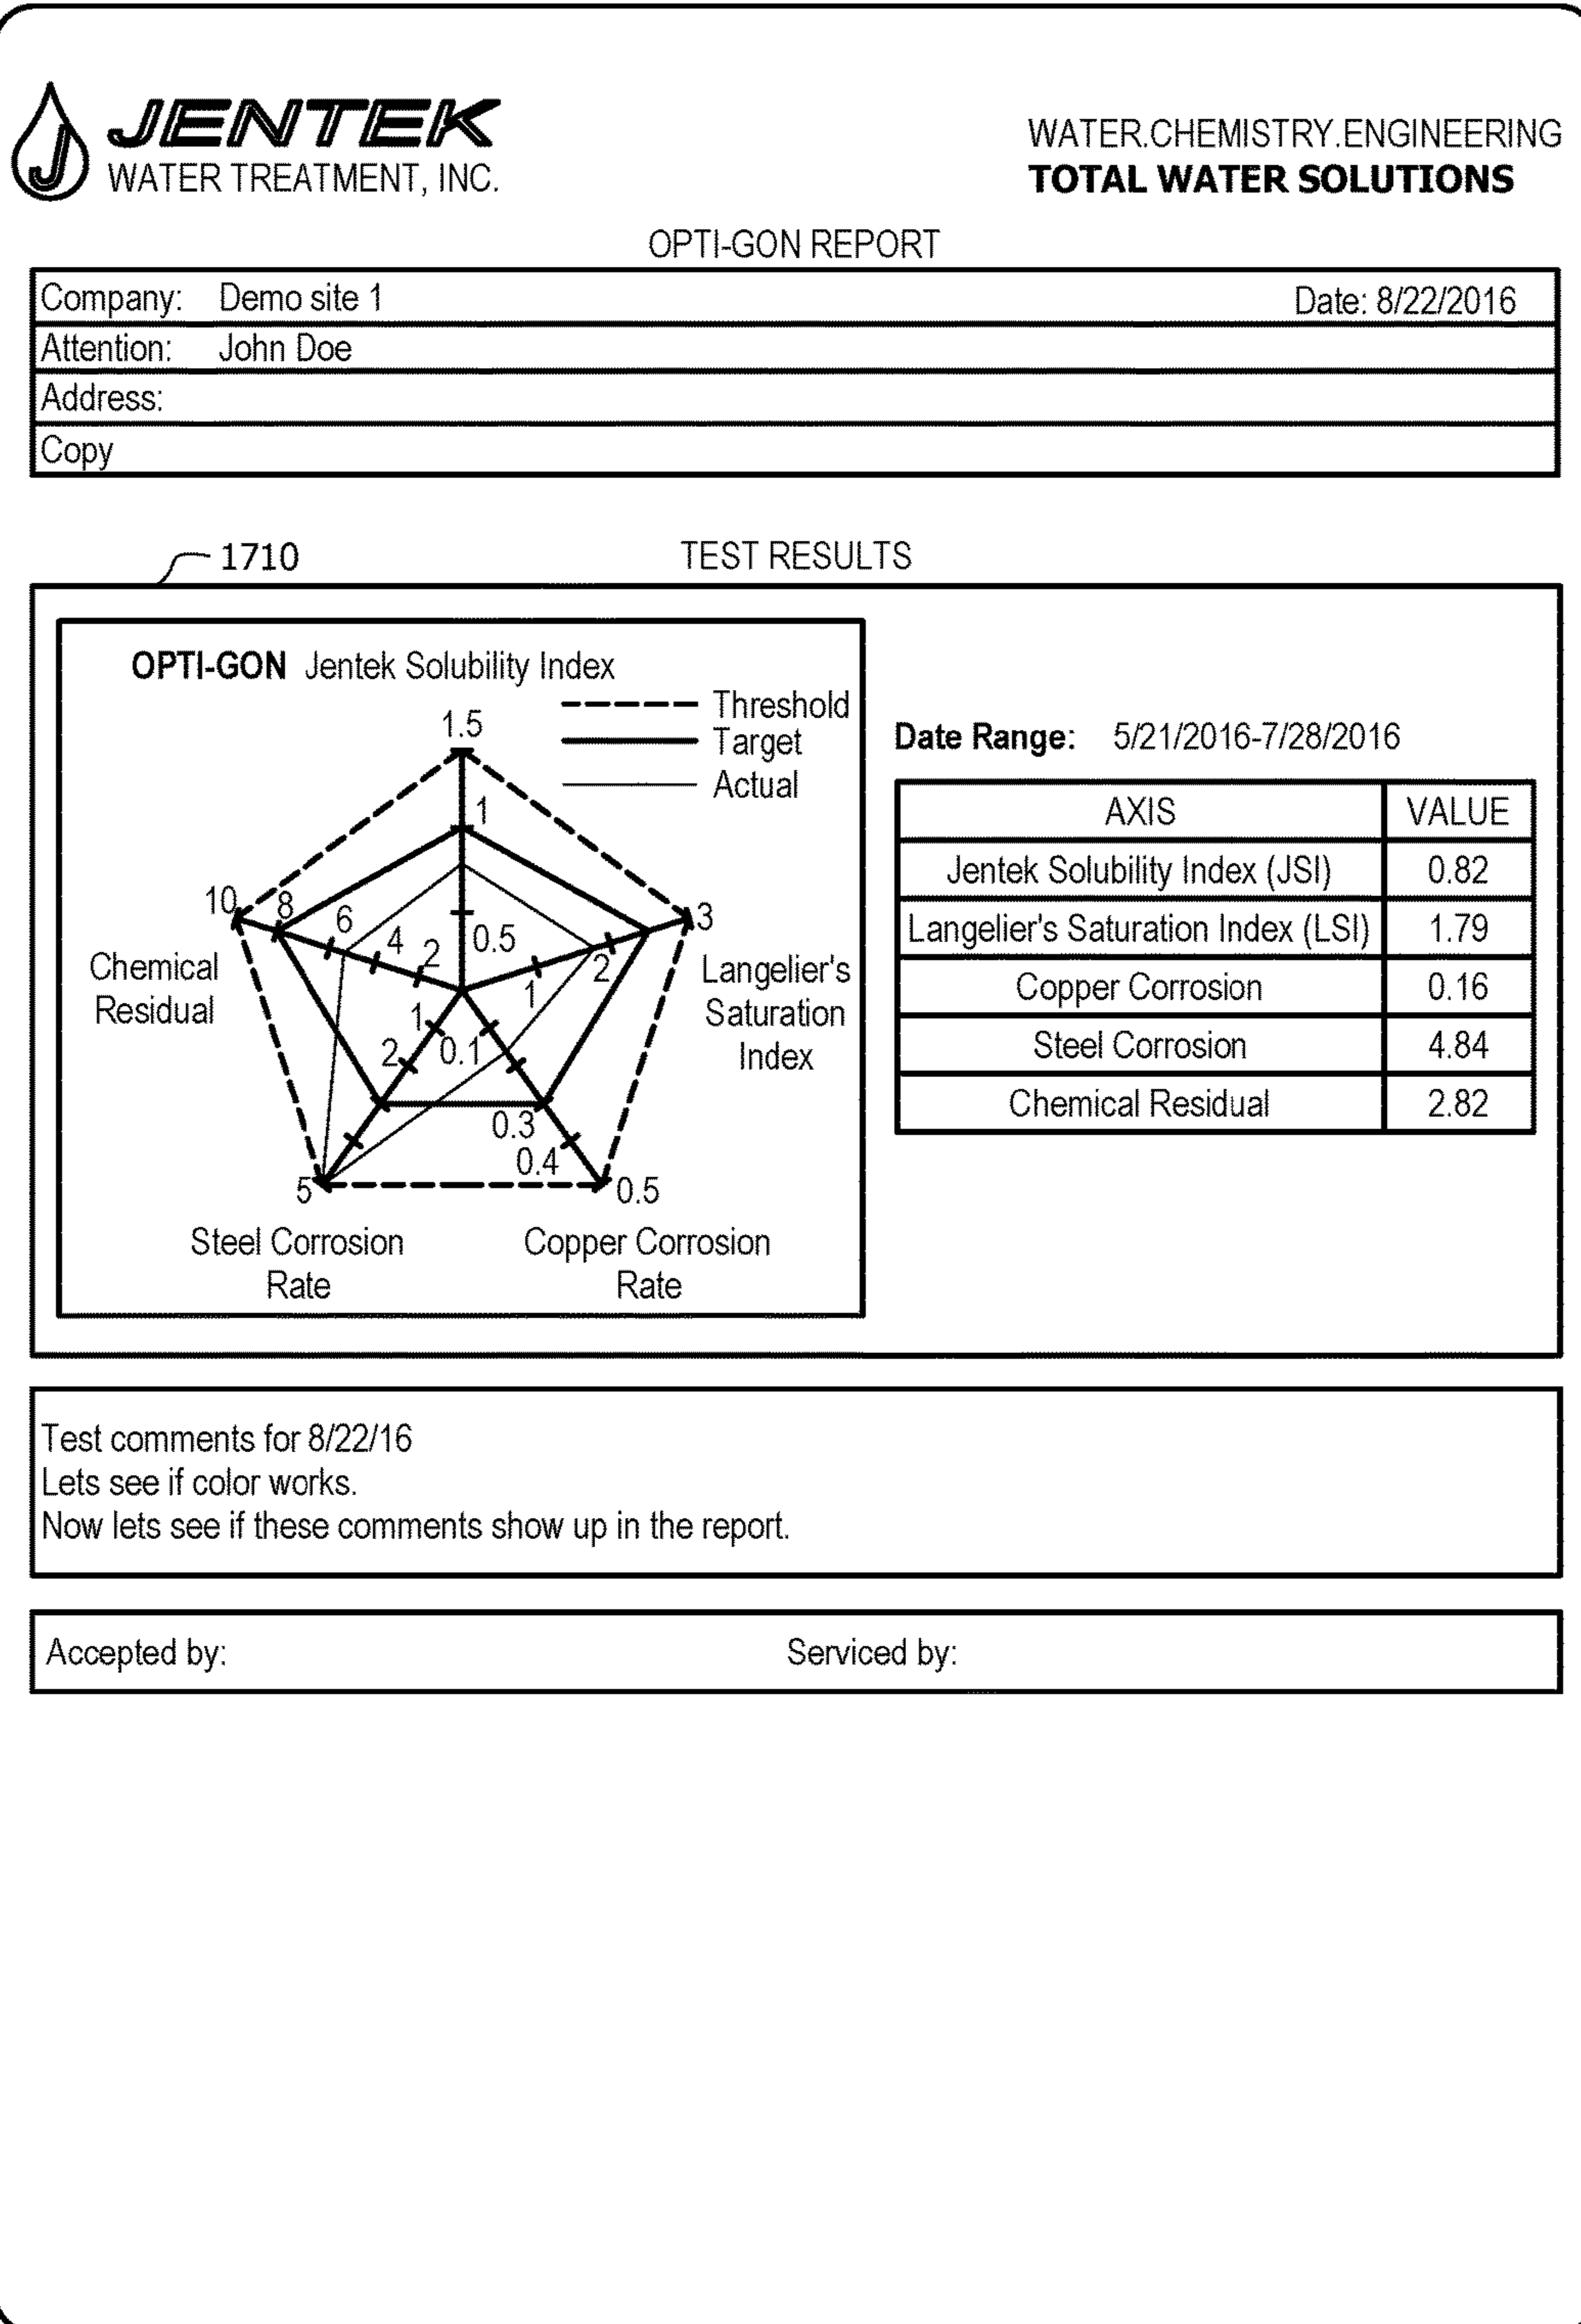 JENTEK
WATER TREATMENT, INC.
J
WATER.CHEMISTRY.ENGINEERING
TOTAL WATER SOLUTIONS
OPTI-GON REPORT
Company: Demo site 1 Date: 8/22/2016
Attention: John Doe
Address:
Copy
1710
TEST RESULTS
OPTI-GON Jentek Solubility Index
Threshold
Target
Actual
1.5
1
0.5
3
2
1
Langelier's
Saturation
Index
10
8
6
4
2
Chemical
Residual
1
2
5
0.1
0.3
0.4
0.5
Steel Corrosion
Rate
Copper Corrosion
Rate
Date Range: 5/21/2016-7/28/2016
AXIS VALUE
Jentek Solubility Index (JSI) 0.82
Langelier's Saturation Index (LSI) 1.79
Copper Corrosion 0.16
Steel Corrosion 4.84
Chemical Residual 2.82
Test comments for 8/22/16
Lets see if color works.
Now lets see if these comments show up in the report.
Accepted by: Serviced by: